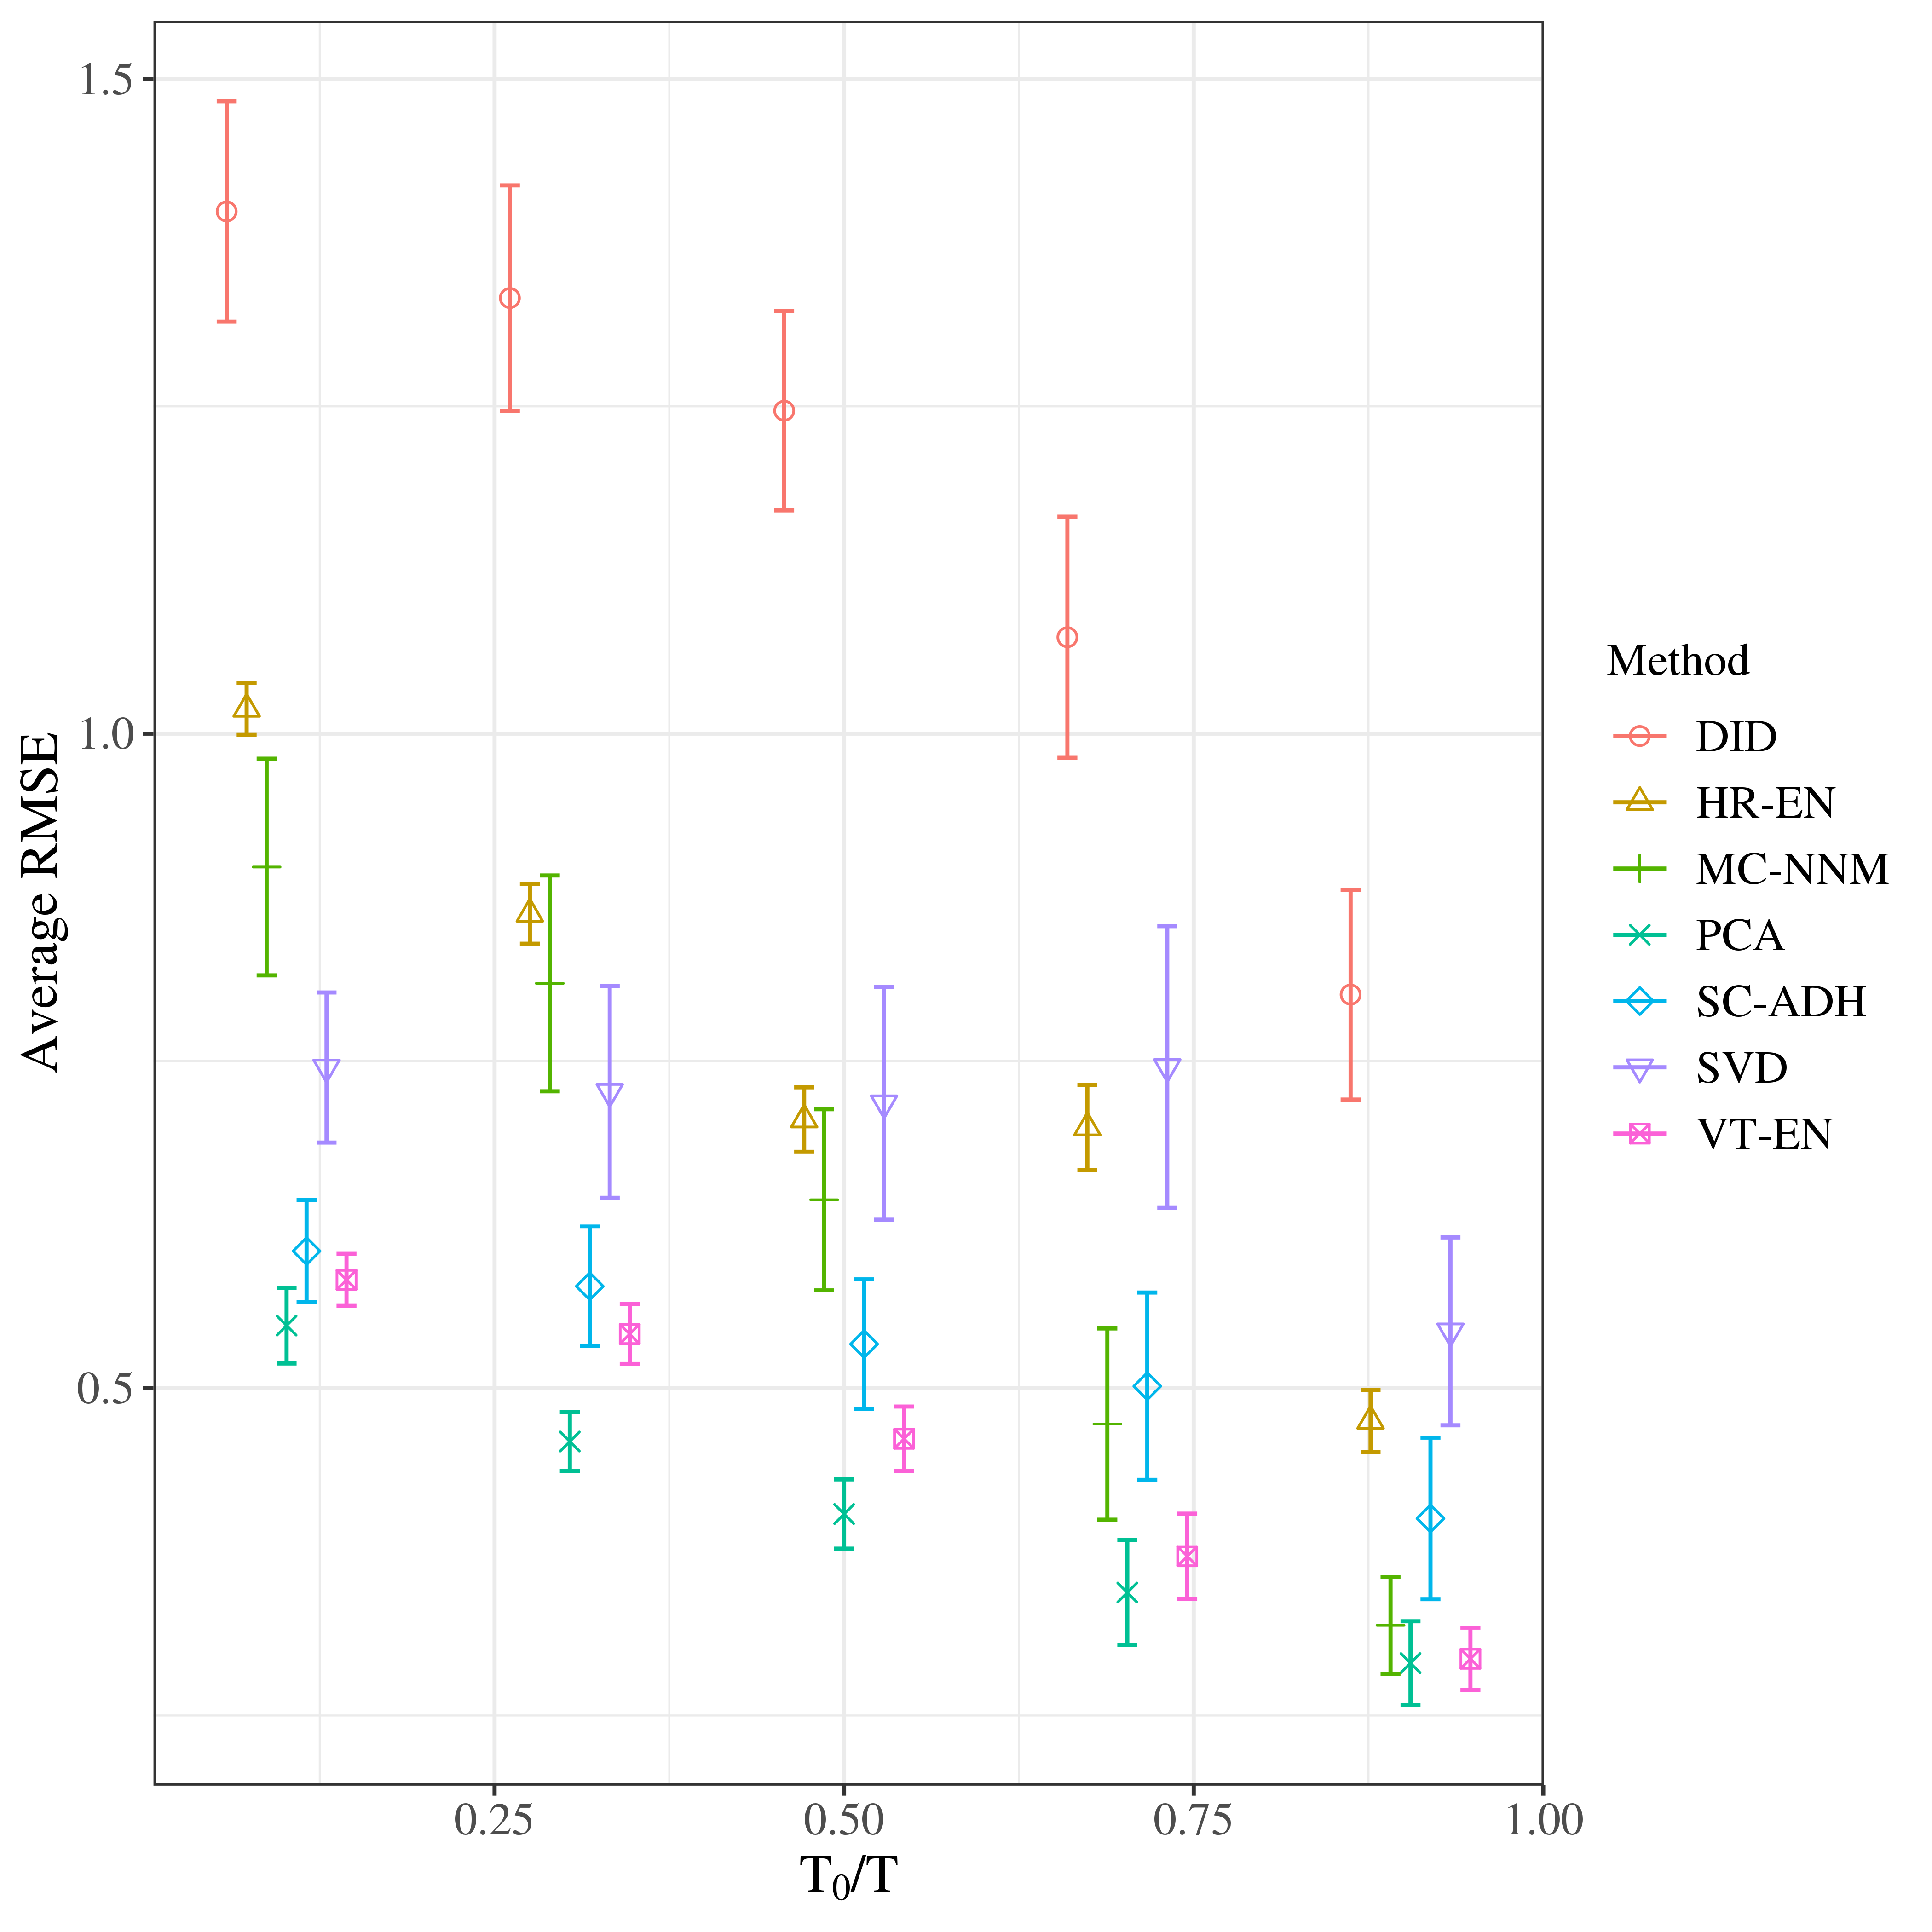 1.5
1.0
0.5
Average RMSE
0.25
0.50
0.75
1.00
T₀/T
Method
DID
HR-EN
MC-NNM
PCA
SC-ADH
SVD
VT-EN